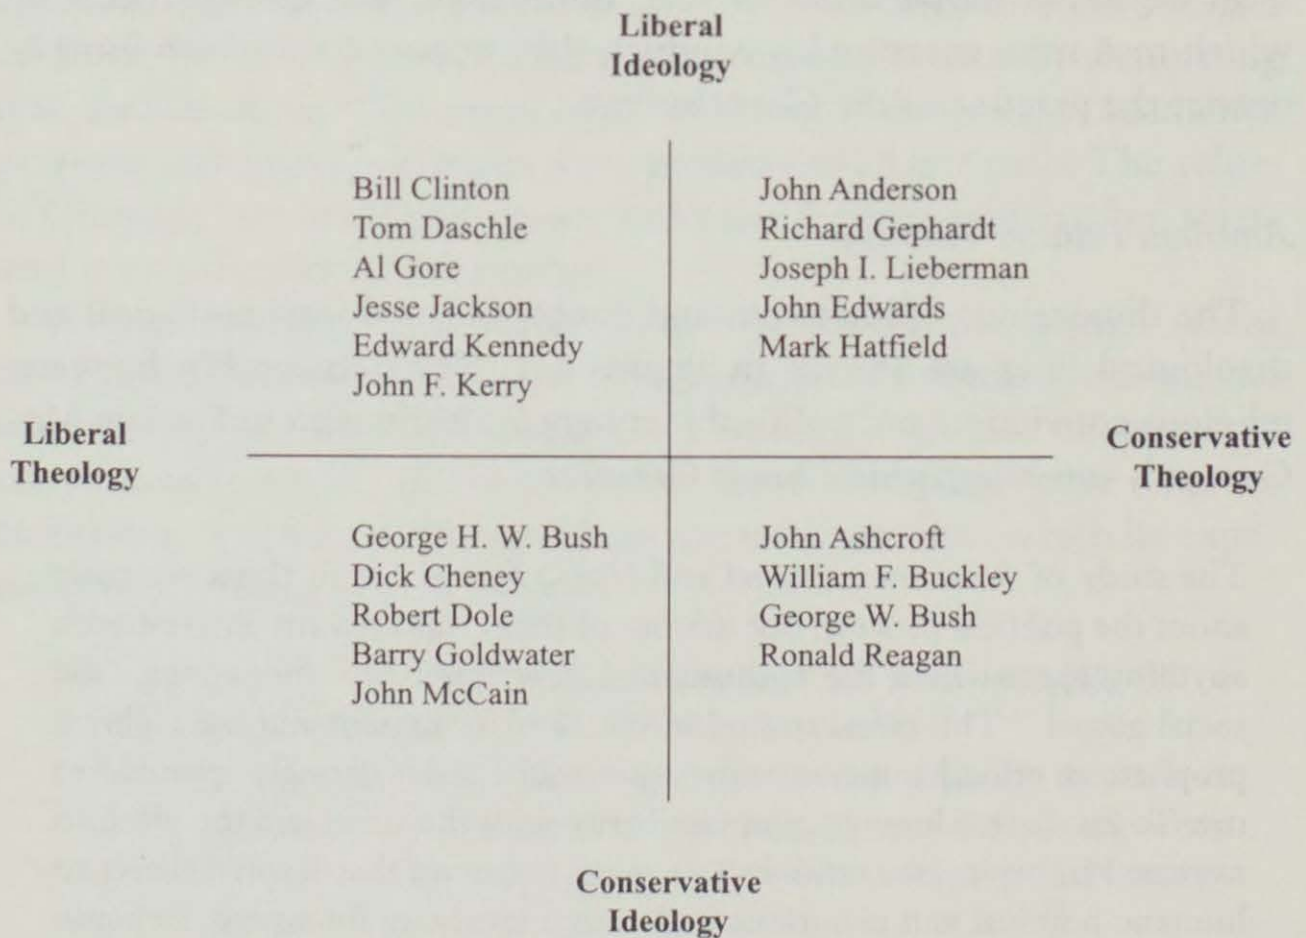 Liberal
Ideology
Bill Clinton
Tom Daschle
Al Gore
Jesse Jackson
Edward Kennedy
John F. Kerry
John Anderson
Richard Gephardt
Joseph I. Lieberman
John Edwards
Mark Hatfield
Liberal
Theology
Conservative
Theology
George H. W. Bush
Dick Cheney
Robert Dole
Barry Goldwater
John McCain
John Ashcroft
William F. Buckley
George W. Bush
Ronald Reagan
Conservative
Ideology